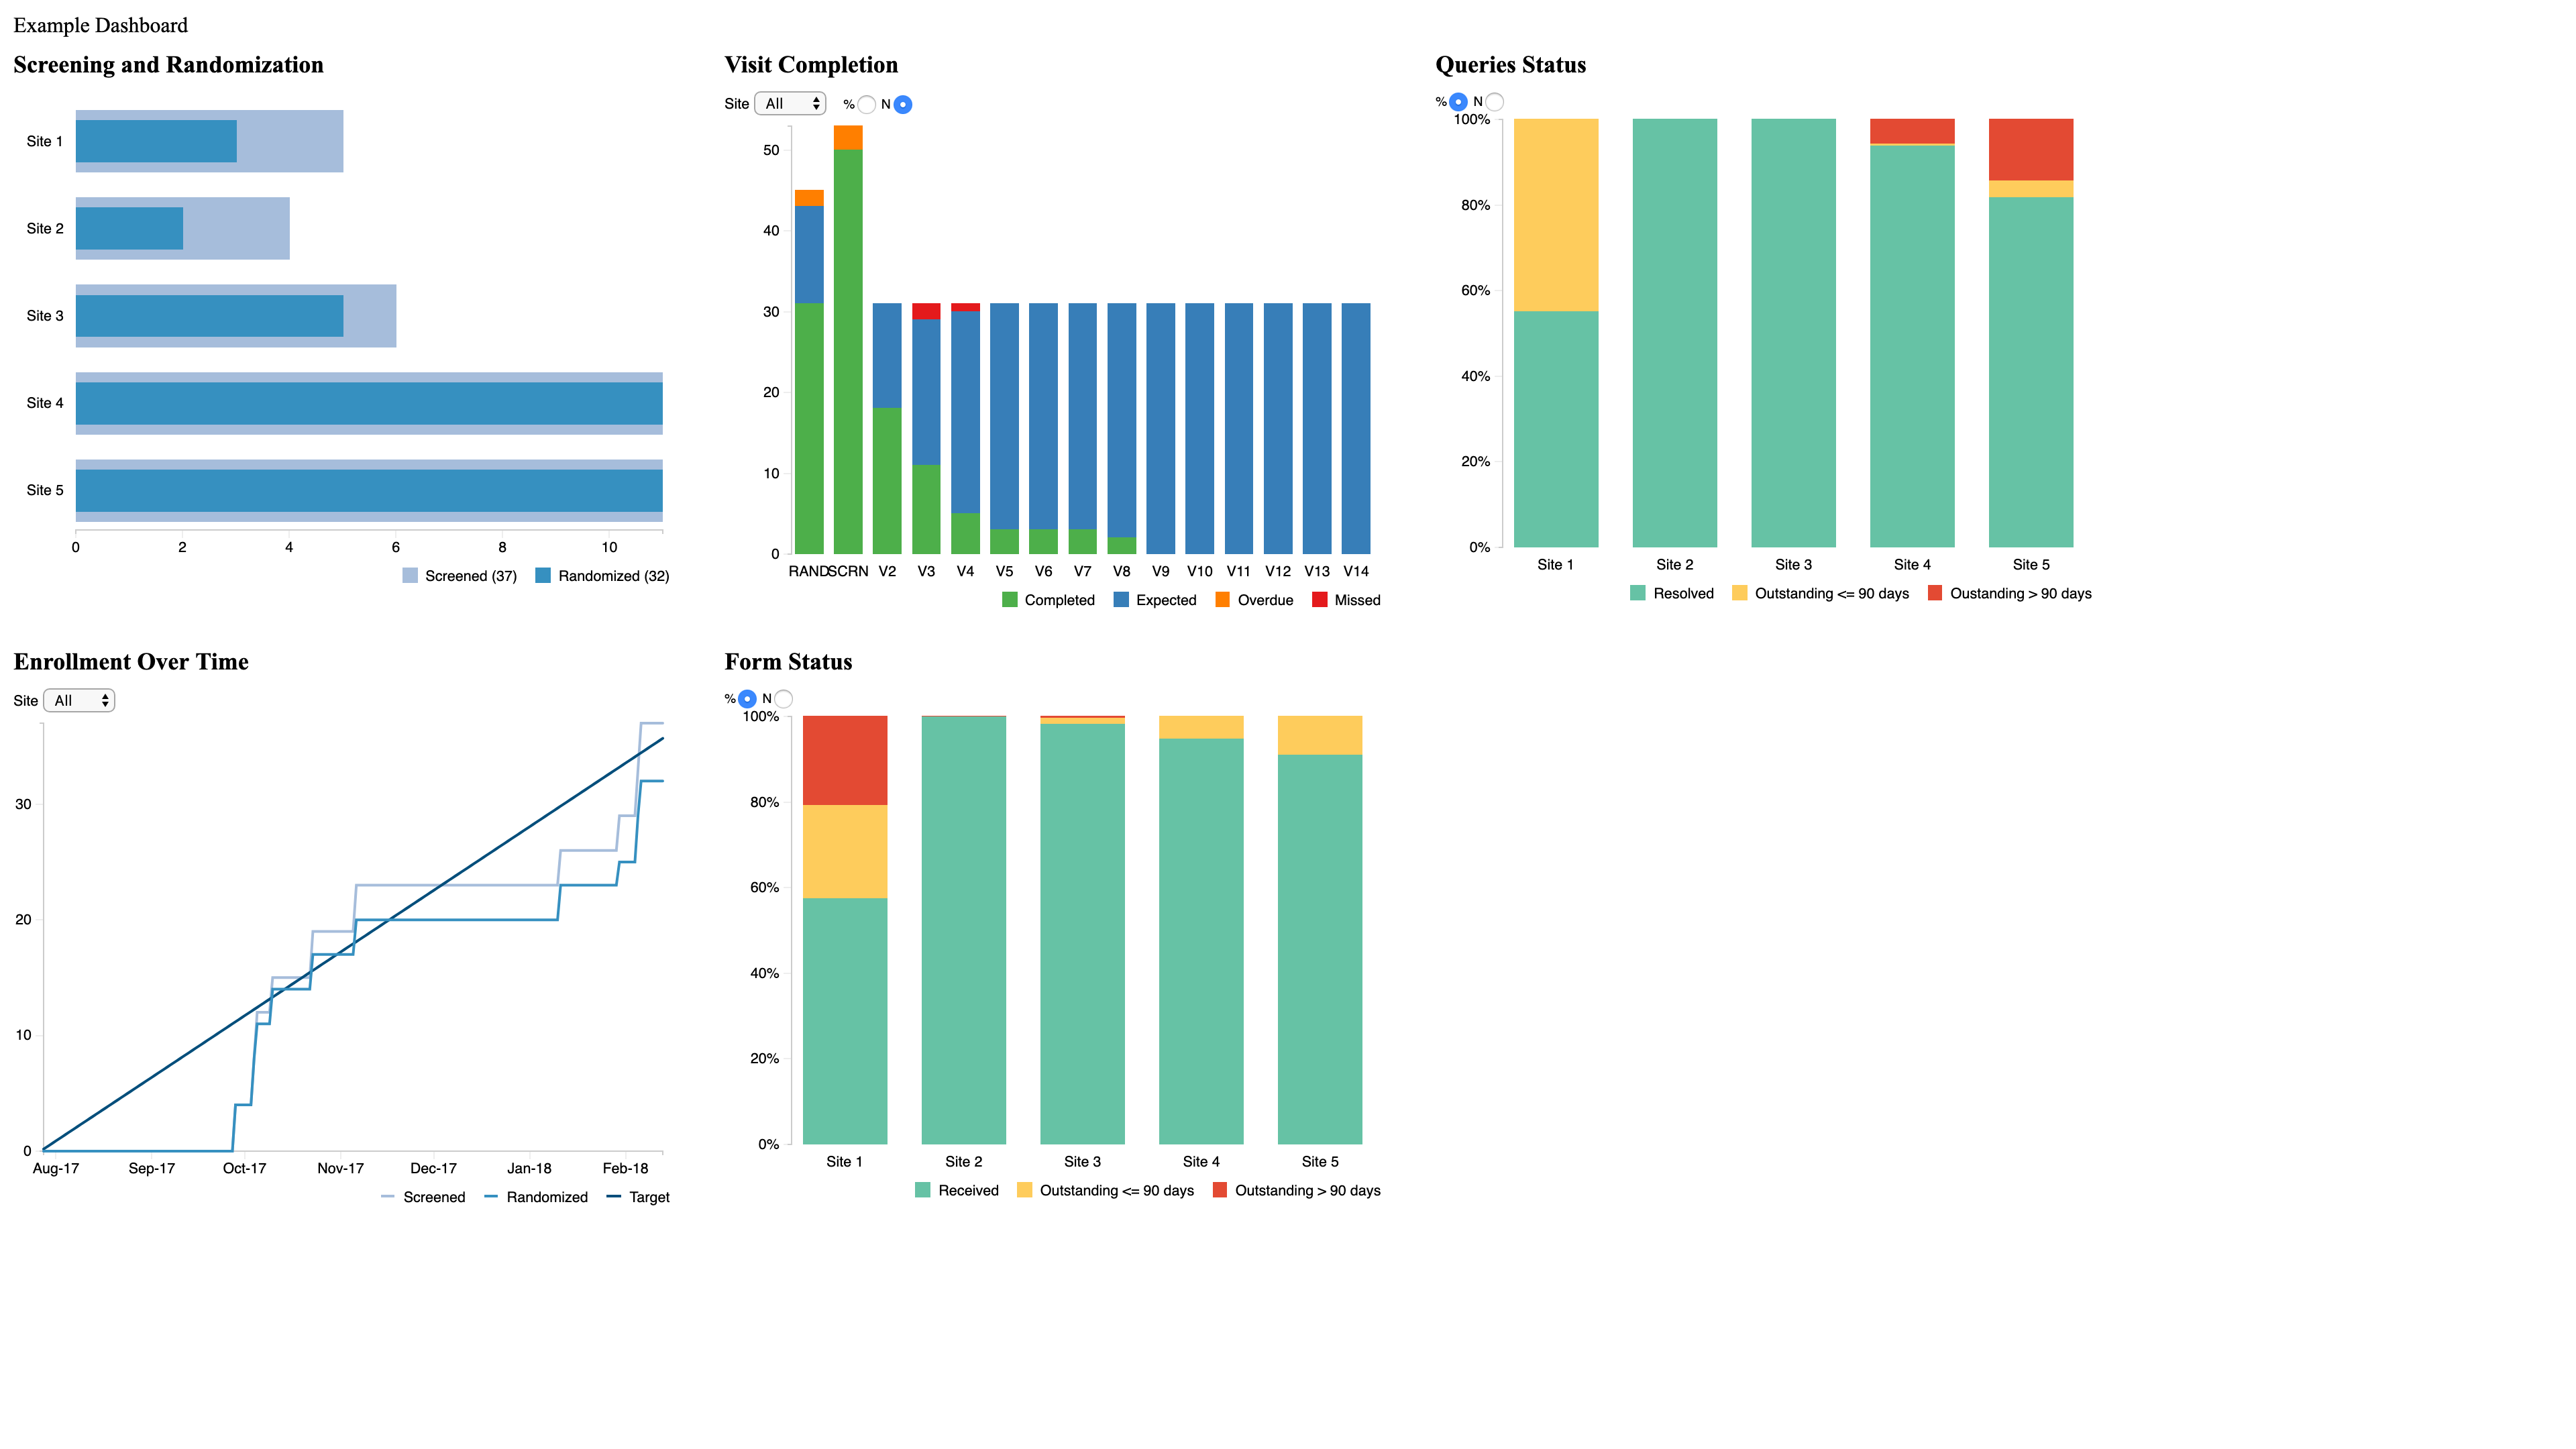 Example Dashboard
Screening and Randomization
Site 1
Site 2
Site 3
Site 4
Site 5
0 2 4 6 8 10
Screened (37) Randomized (32)
Visit Completion
Site All % N
50
40
30
20
10
0
RAND SCRN V2 V3 V4 V5 V6 V7 V8 V9 V10 V11 V12 V13 V14
Completed Expected Overdue Missed
Queries Status
% N
100%
80%
60%
40%
20%
0%
Site 1 Site 2 Site 3 Site 4 Site 5
Resolved Outstanding <= 90 days Oustanding > 90 days
Enrollment Over Time
Site All
30
20
10
0
Aug-17 Sep-17 Oct-17 Nov-17 Dec-17 Jan-18 Feb-18
Screened Randomized Target
Form Status
% N
100%
80%
60%
40%
20%
0%
Site 1 Site 2 Site 3 Site 4 Site 5
Received Outstanding <= 90 days Outstanding > 90 days